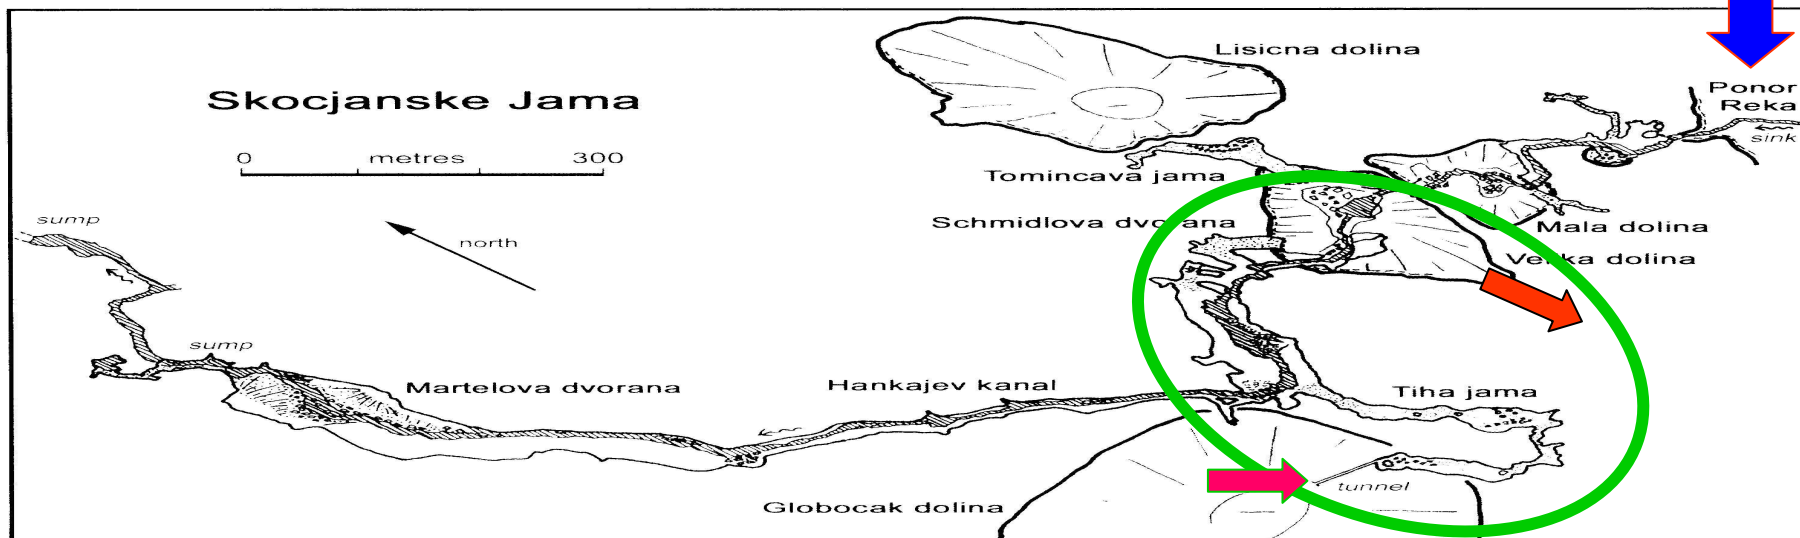 Lisicna dolina
Skocjanske Jama
Ponor
Reka
sink
0 metres 300
Tomincava jama
sump
Schmidlova dvorana
north
Mala dolina
Velika dolina
sump
Martelova dvorana
Hankajev kanal
Tiha jama
tunnel
Globocak dolina